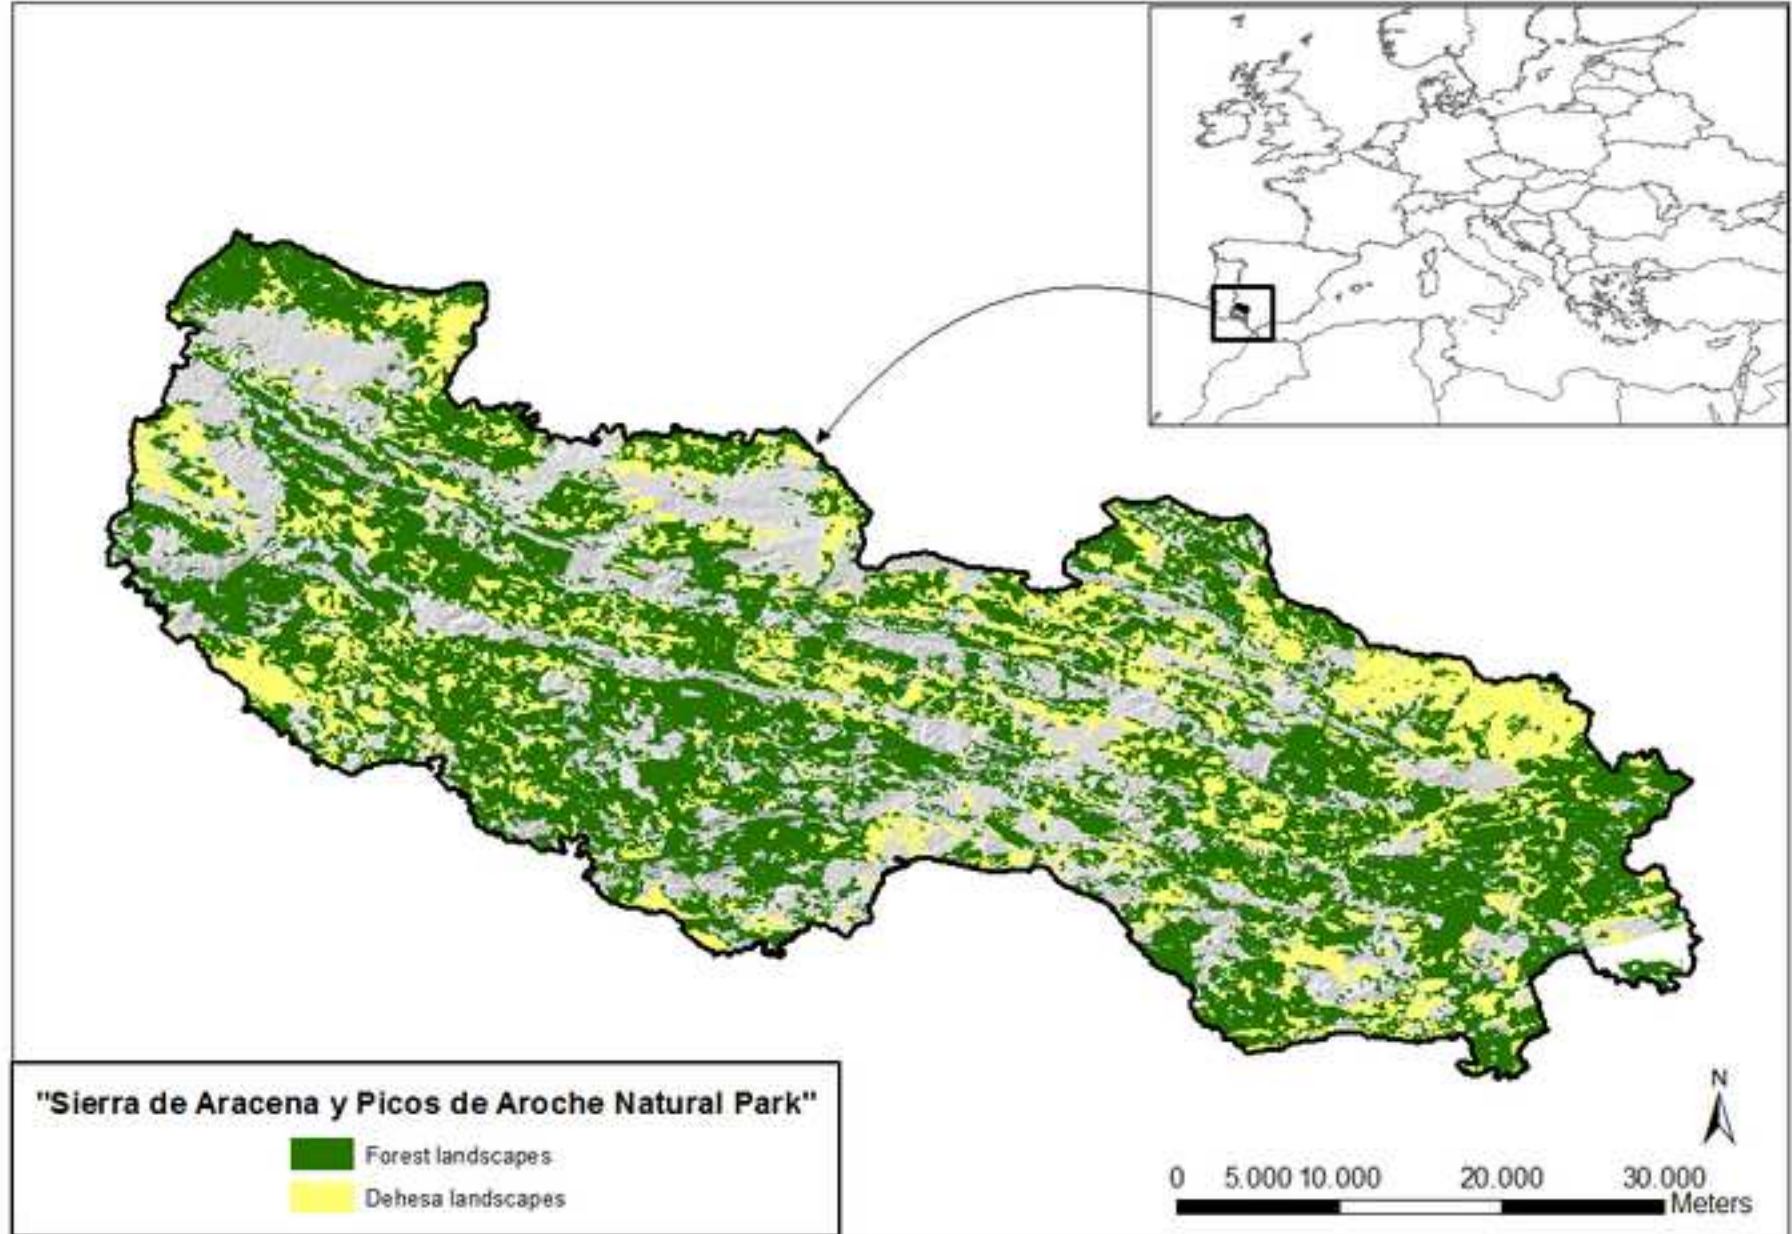 "Sierra de Aracena y Picos de Aroche Natural Park"
Forest landscapes
Dehesa landscapes
N
0 5.000 10.000 20.000 30.000
Meters